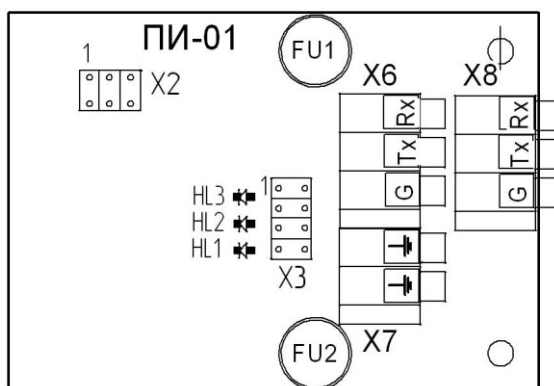 ПИ-01
FU1
1
X2
X6
X8
Rx
Rx
Tx
Tx
G
G
HL3
1
HL2
HL1
X3
X7
FU2